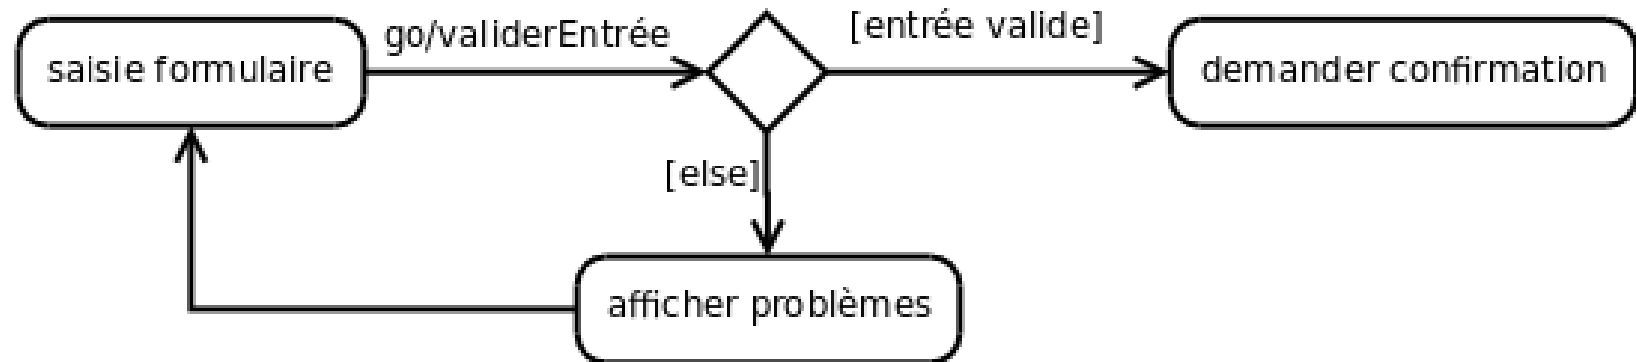 saisie formulaire
go/validerEntrée
[entrée valide]
demander confirmation
[else]
afficher problèmes